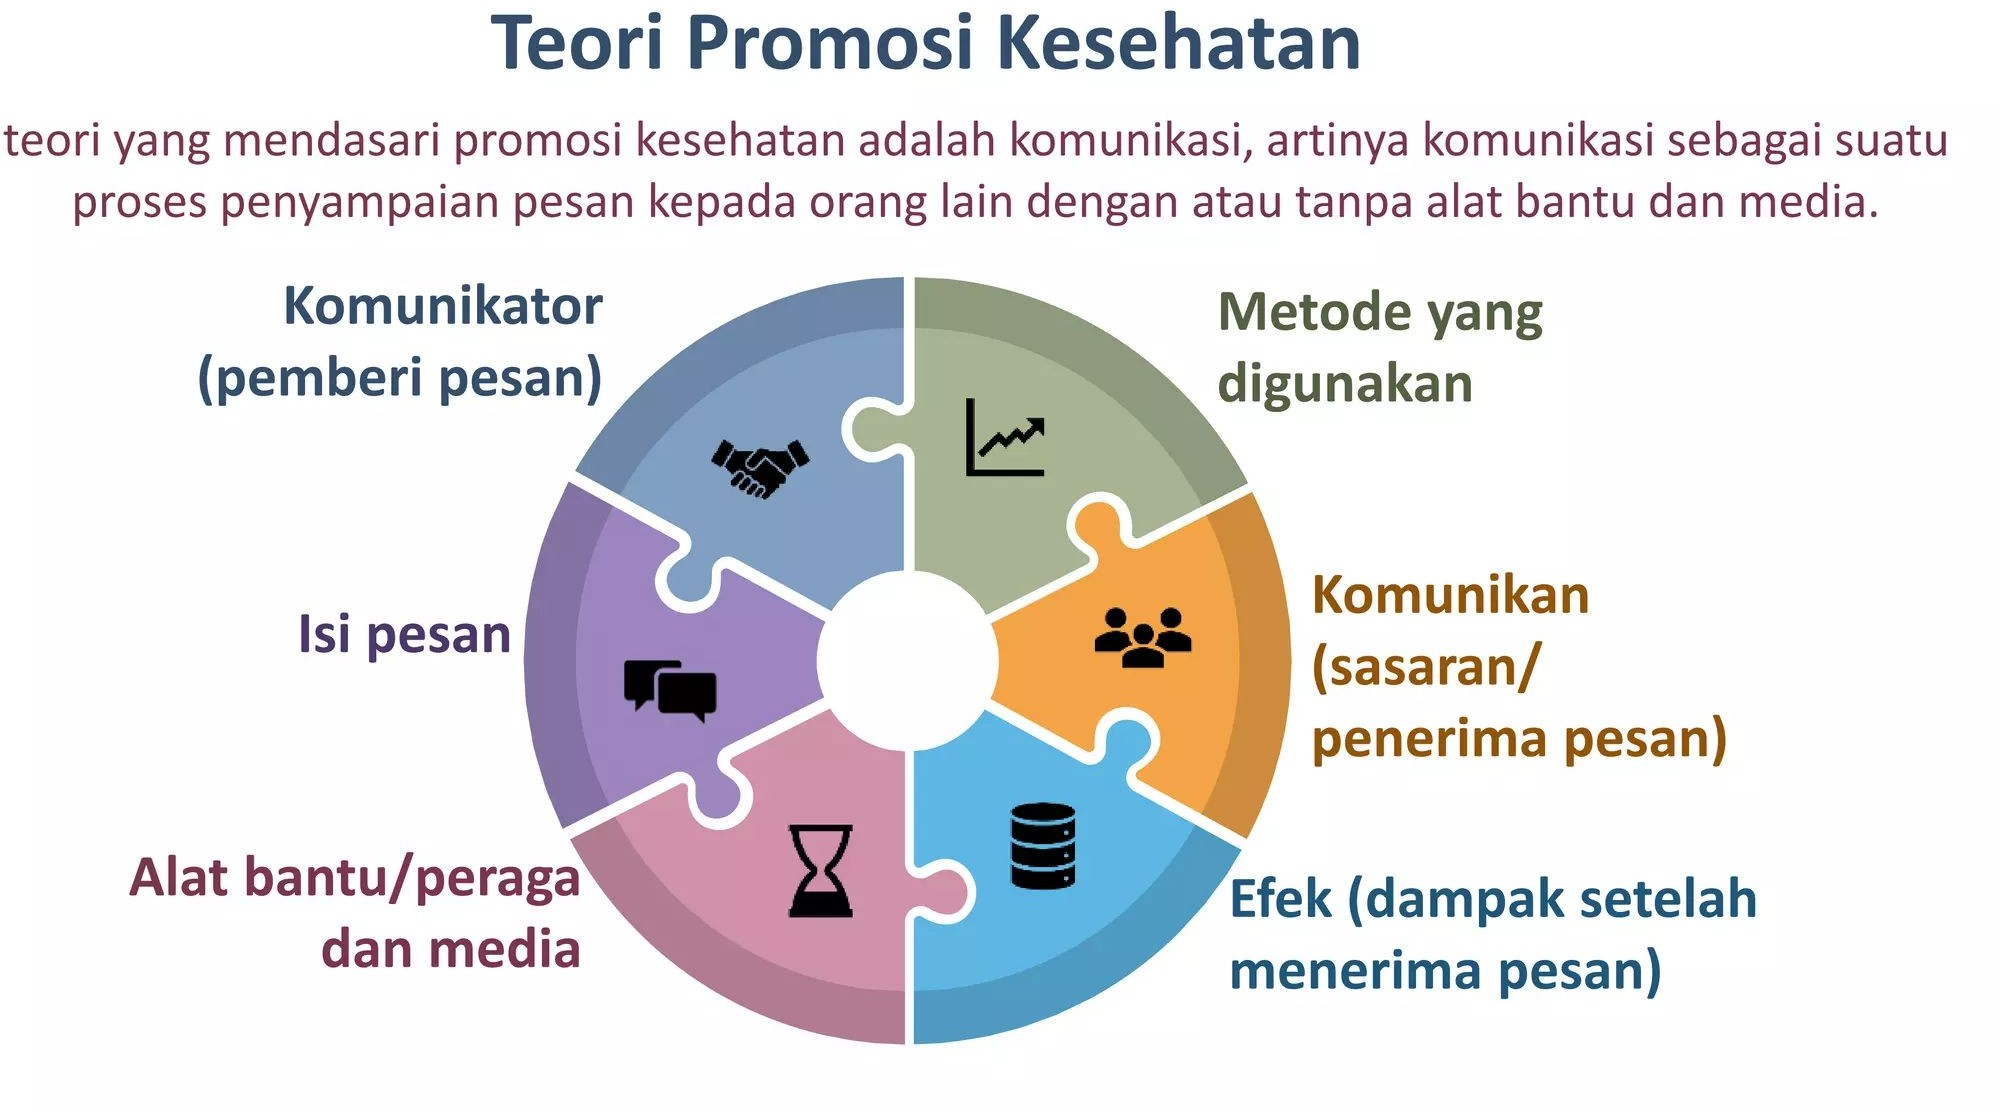 Teori Promosi Kesehatan
teori yang mendasari promosi kesehatan adalah komunikasi, artinya komunikasi sebagai suatu
proses penyampaian pesan kepada orang lain dengan atau tanpa alat bantu dan media.
Komunikator
(pemberi pesan)
Metode yang
digunakan
Isi pesan
Komunikan
(sasaran/
penerima pesan)
Alat bantu/peraga
dan media
Efek (dampak setelah
menerima pesan)